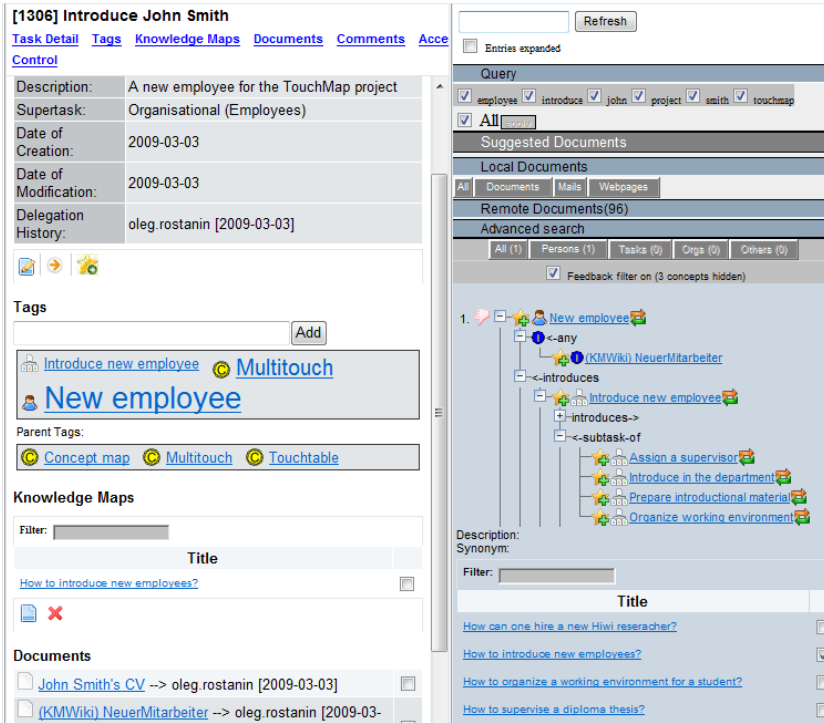 [1306] Introduce John Smith
Task Detail Tags Knowledge Maps Documents Comments Acce
Control
Description: A new employee for the TouchMap project
Supertask: Organisational (Employees)
Date of
Creation: 2009-03-03
Date of
Modification: 2009-03-03
Delegation
History: oleg.rostanin [2009-03-03]
Tags
Add
Introduce new employee Multitouch
New employee
Parent Tags:
Concept map Multitouch Touchtable
Knowledge Maps
Filter:
Title
How to introduce new employees?
Documents
John Smith's CV --> oleg.rostanin [2009-03-03]
(KMWiki) NeuerMitarbeiter --> oleg.rostanin [2009-03-
Refresh
Entries expanded
Query
employee introduce john project smith touchmap
All
Suggested Documents
Local Documents
All Documents Mails Webpages
Remote Documents(96)
Advanced search
All (1) Persons (1) Tasks (0) Orgs (0) Others (0)
Feedback filter on (3 concepts hidden)
1. New employee
<-any
(KMWiki) NeuerMitarbeiter
<-introduces
Introduce new employee
introduces->
<-subtask-of
Assign a supervisor
Introduce in the department
Prepare introductional material
Organize working environment
Description:
Synonym:
Filter:
Title
How can one hire a new Hiwi reseracher?
How to introduce new employees?
How to organize a working environment for a student?
How to supervise a diploma thesis?